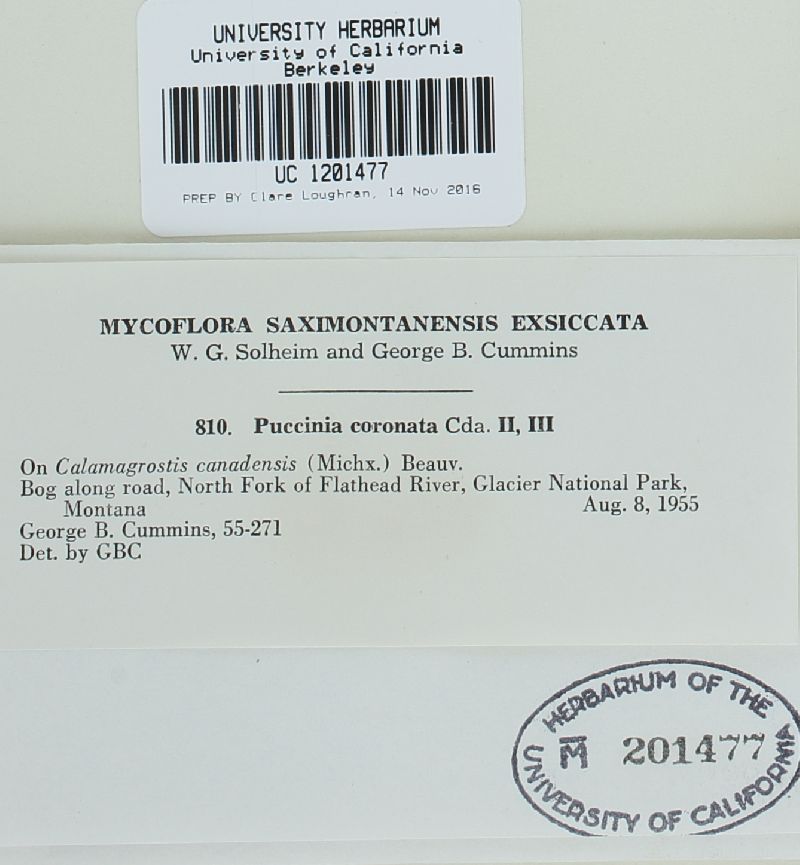 UNIVERSITY HERBARIUM
University of California
Berkeley
UC 1201477
PREP BY Clare Loughran, 14 Nov 2016
MYCOFLORA SAXIMONTANENSIS EXSICCATA
W. G. Solheim and George B. Cummins
810. Puccinia coronata Cda. II, III
On Calamagrostis canadensis (Michx.) Beauv.
Bog along road, North Fork of Flathead River, Glacier National Park,
Montana Aug. 8, 1955
George B. Cummins, 55-271
Det. by GBC
HERBARIUM OF THE
M̅ 201477
UNIVERSITY OF CALIFORNIA